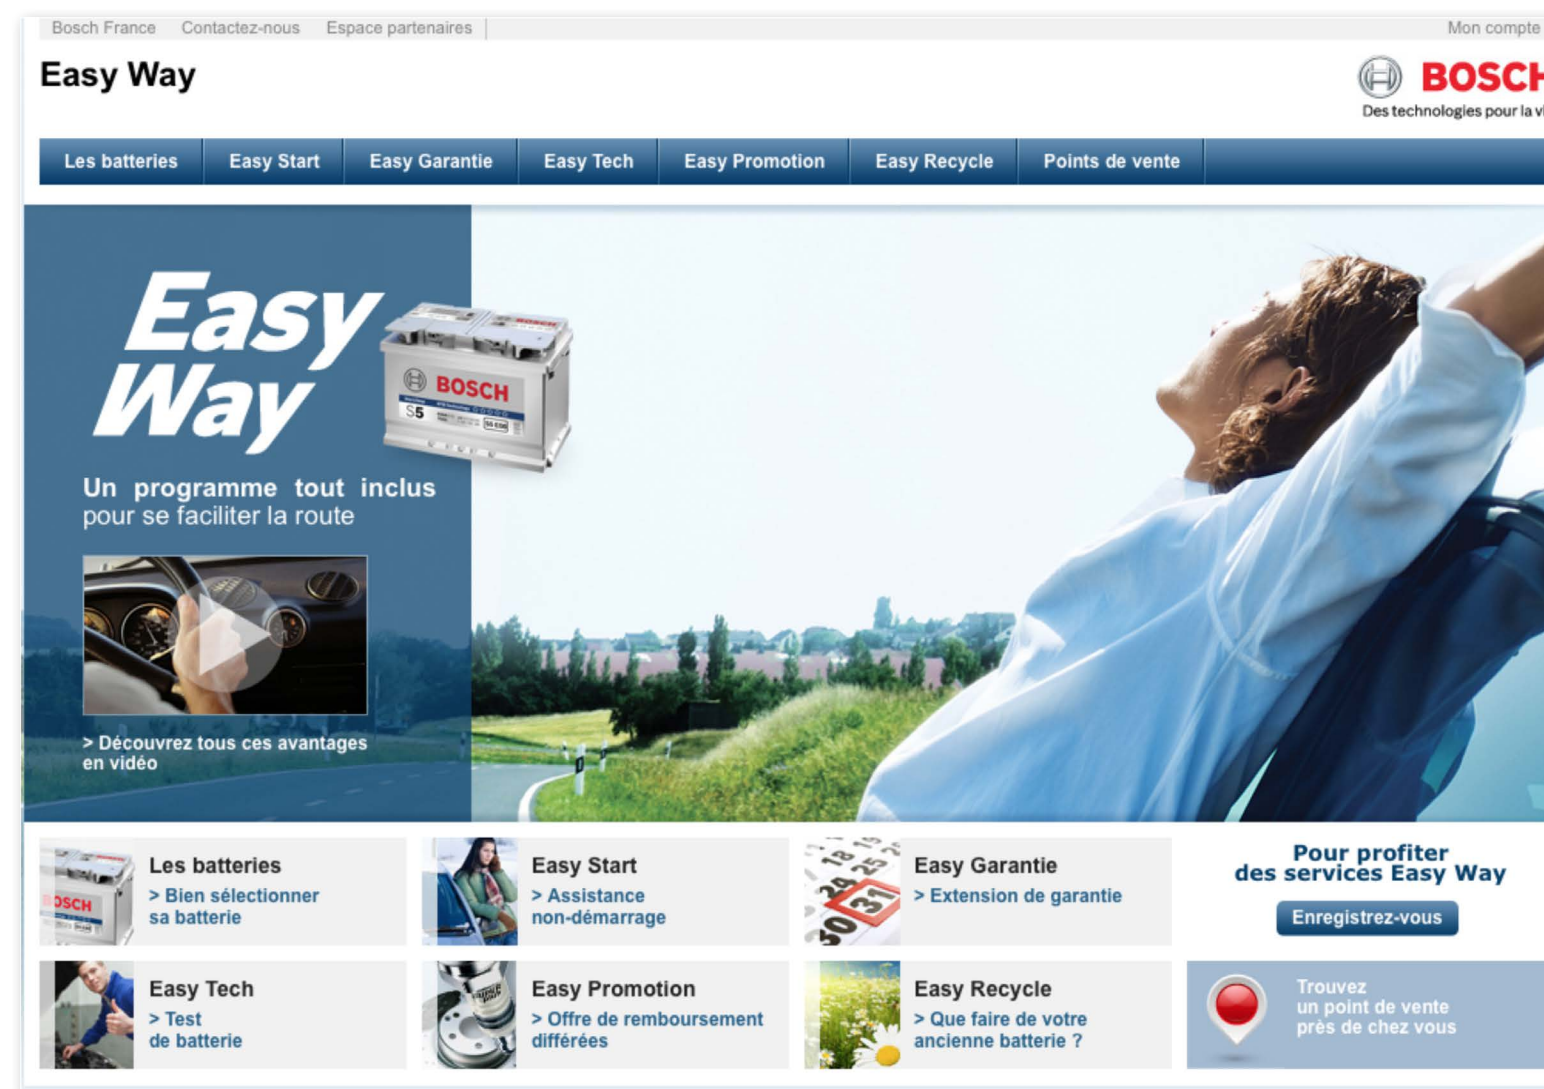 Bosch France Contactez-nous Espace partenaires
Mon compte
Easy Way
BOSCH
Des technologies pour la vi
Les batteries Easy Start Easy Garantie Easy Tech Easy Promotion Easy Recycle Points de vente
Easy
Way
BOSCH
S5
Un programme tout inclus
pour se faciliter la route
> Découvrez tous ces avantages
en vidéo
Les batteries
> Bien sélectionner
sa batterie
Easy Start
> Assistance
non-démarrage
Easy Garantie
> Extension de garantie
Pour profiter
des services Easy Way
Enregistrez-vous
Easy Tech
> Test
de batterie
Easy Promotion
> Offre de remboursement
différées
Easy Recycle
> Que faire de votre
ancienne batterie ?
Trouvez
un point de vente
près de chez vous